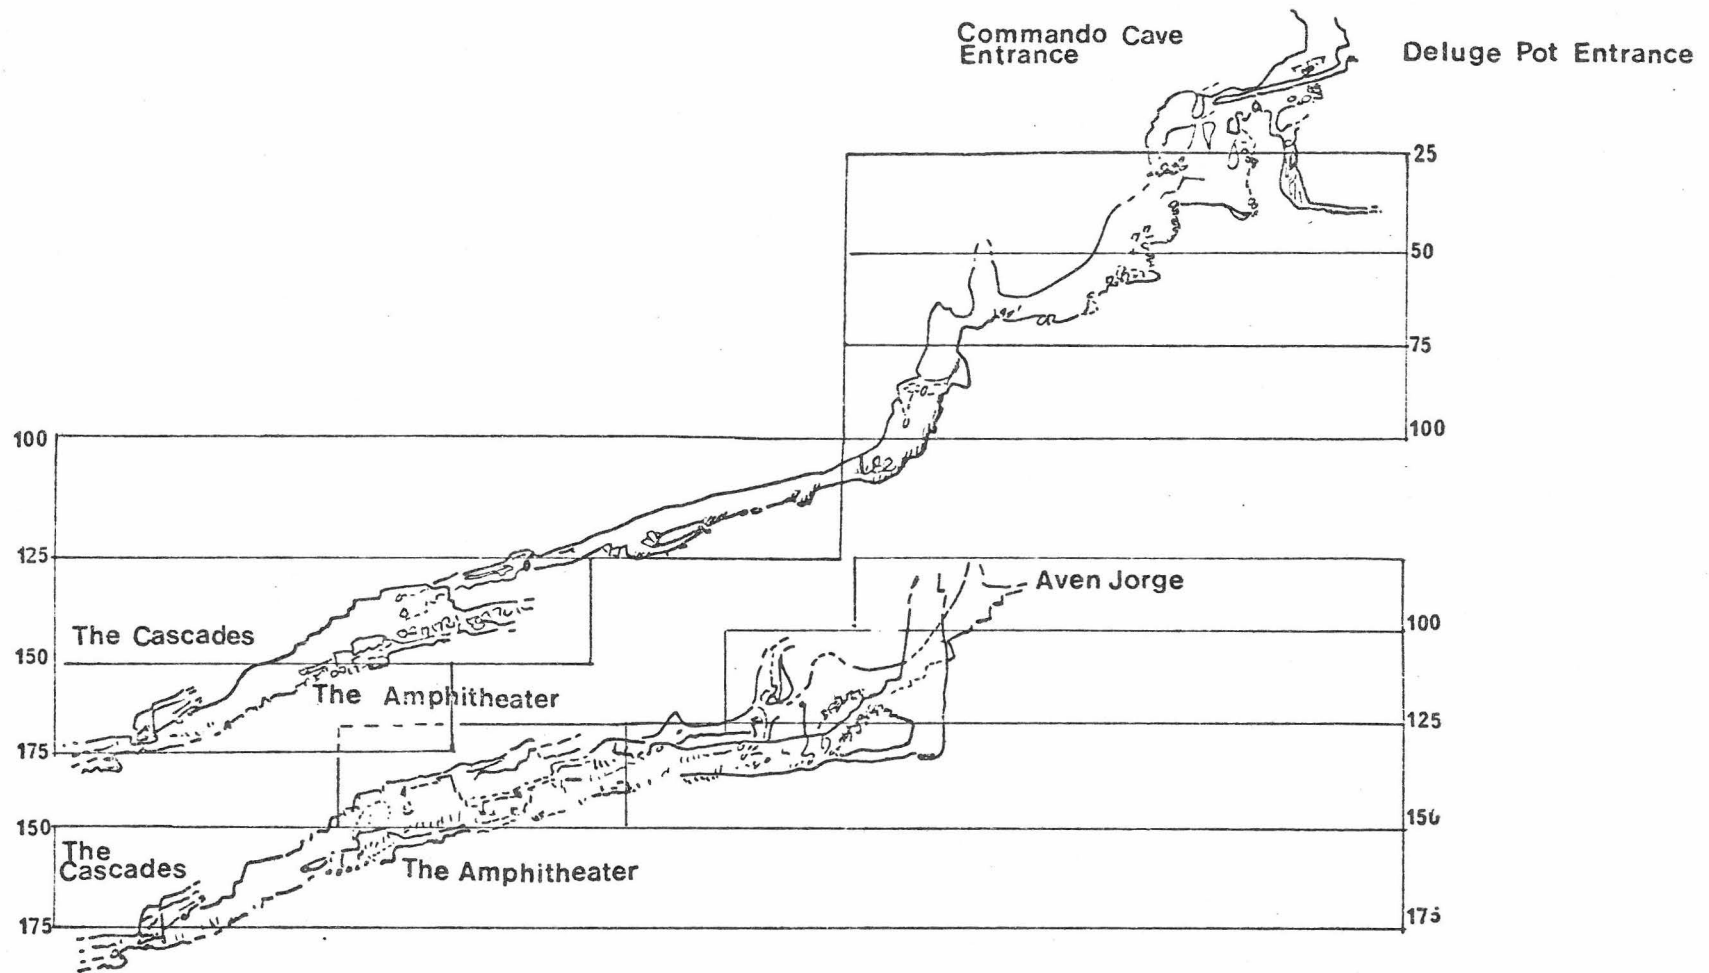 Commando Cave
Entrance
Deluge Pot Entrance
25
50
75
100
100
125
Aven Jorge
The Cascades
100
150
The Amphitheater
125
175
150
150
The
Cascades
The Amphitheater
175
175